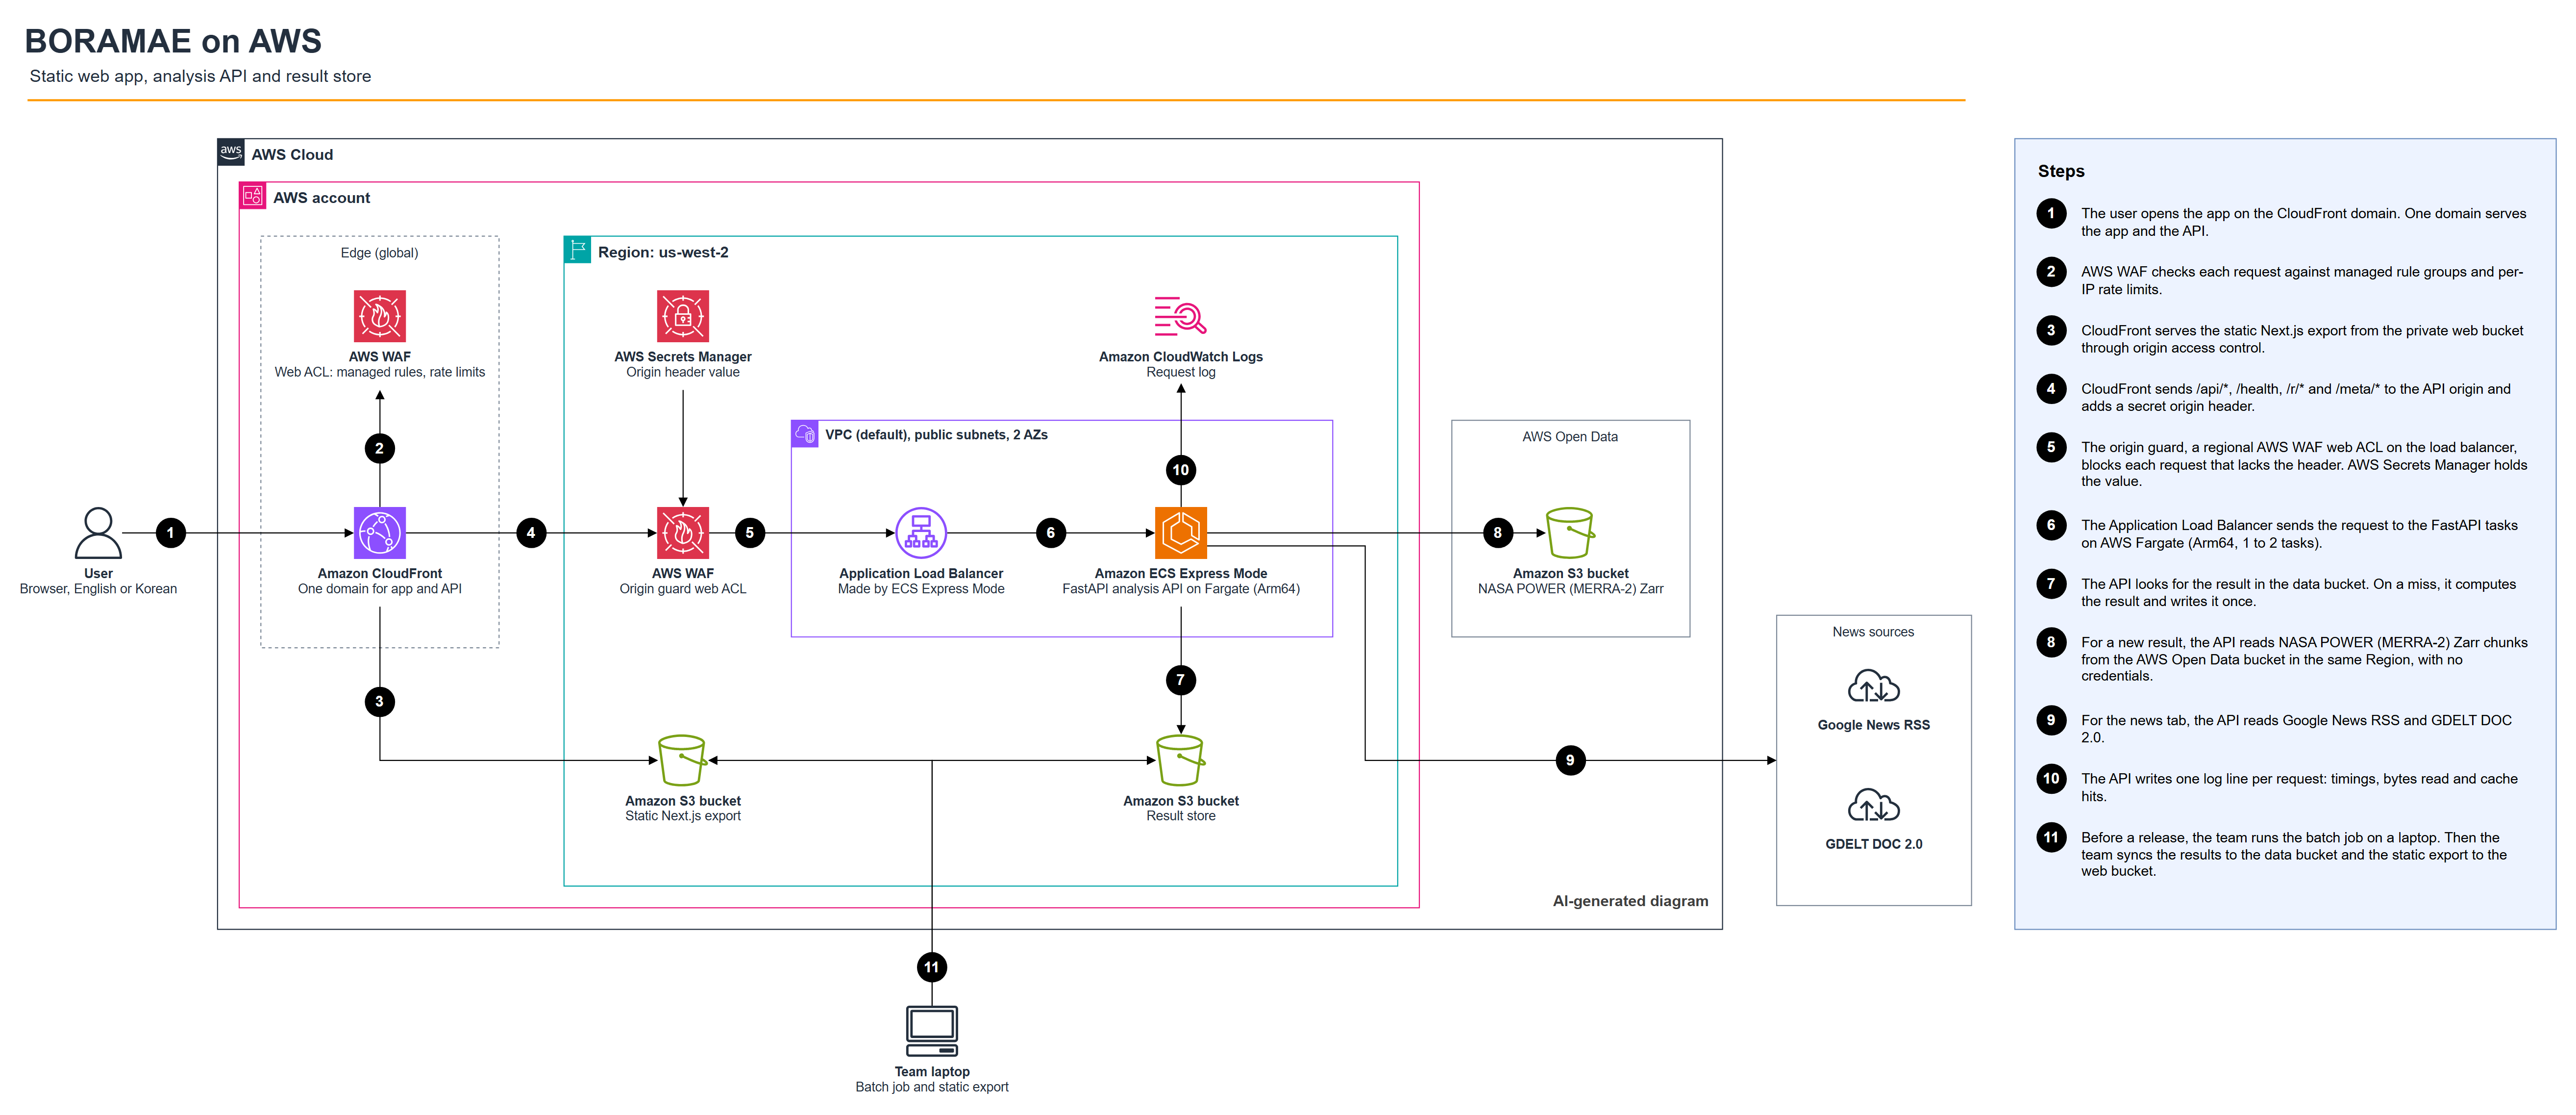 BORAMAE on AWS
Static web app, analysis API and result store
aws
AWS Cloud
AWS account
Edge (global)
AWS WAF
Web ACL: managed rules, rate limits
2
Amazon CloudFront
One domain for app and API
1
User
Browser, English or Korean
3
4
Region: us-west-2
AWS Secrets Manager
Origin header value
AWS WAF
Origin guard web ACL
5
Amazon CloudWatch Logs
Request log
VPC (default), public subnets, 2 AZs
10
Application Load Balancer
Made by ECS Express Mode
6
Amazon ECS Express Mode
FastAPI analysis API on Fargate (Arm64)
7
Amazon S3 bucket
Static Next.js export
Amazon S3 bucket
Result store
AWS Open Data
8
Amazon S3 bucket
NASA POWER (MERRA-2) Zarr
9
News sources
Google News RSS
GDELT DOC 2.0
AI-generated diagram
11
Team laptop
Batch job and static export
Steps
1
The user opens the app on the CloudFront domain. One domain serves
the app and the API.
2
AWS WAF checks each request against managed rule groups and per-
IP rate limits.
3
CloudFront serves the static Next.js export from the private web bucket
through origin access control.
4
CloudFront sends /api/*, /health, /r/* and /meta/* to the API origin and
adds a secret origin header.
5
The origin guard, a regional AWS WAF web ACL on the load balancer,
blocks each request that lacks the header. AWS Secrets Manager holds
the value.
6
The Application Load Balancer sends the request to the FastAPI tasks
on AWS Fargate (Arm64, 1 to 2 tasks).
7
The API looks for the result in the data bucket. On a miss, it computes
the result and writes it once.
8
For a new result, the API reads NASA POWER (MERRA-2) Zarr chunks
from the AWS Open Data bucket in the same Region, with no
credentials.
9
For the news tab, the API reads Google News RSS and GDELT DOC
2.0.
10
The API writes one log line per request: timings, bytes read and cache
hits.
11
Before a release, the team runs the batch job on a laptop. Then the
team syncs the results to the data bucket and the static export to the
web bucket.